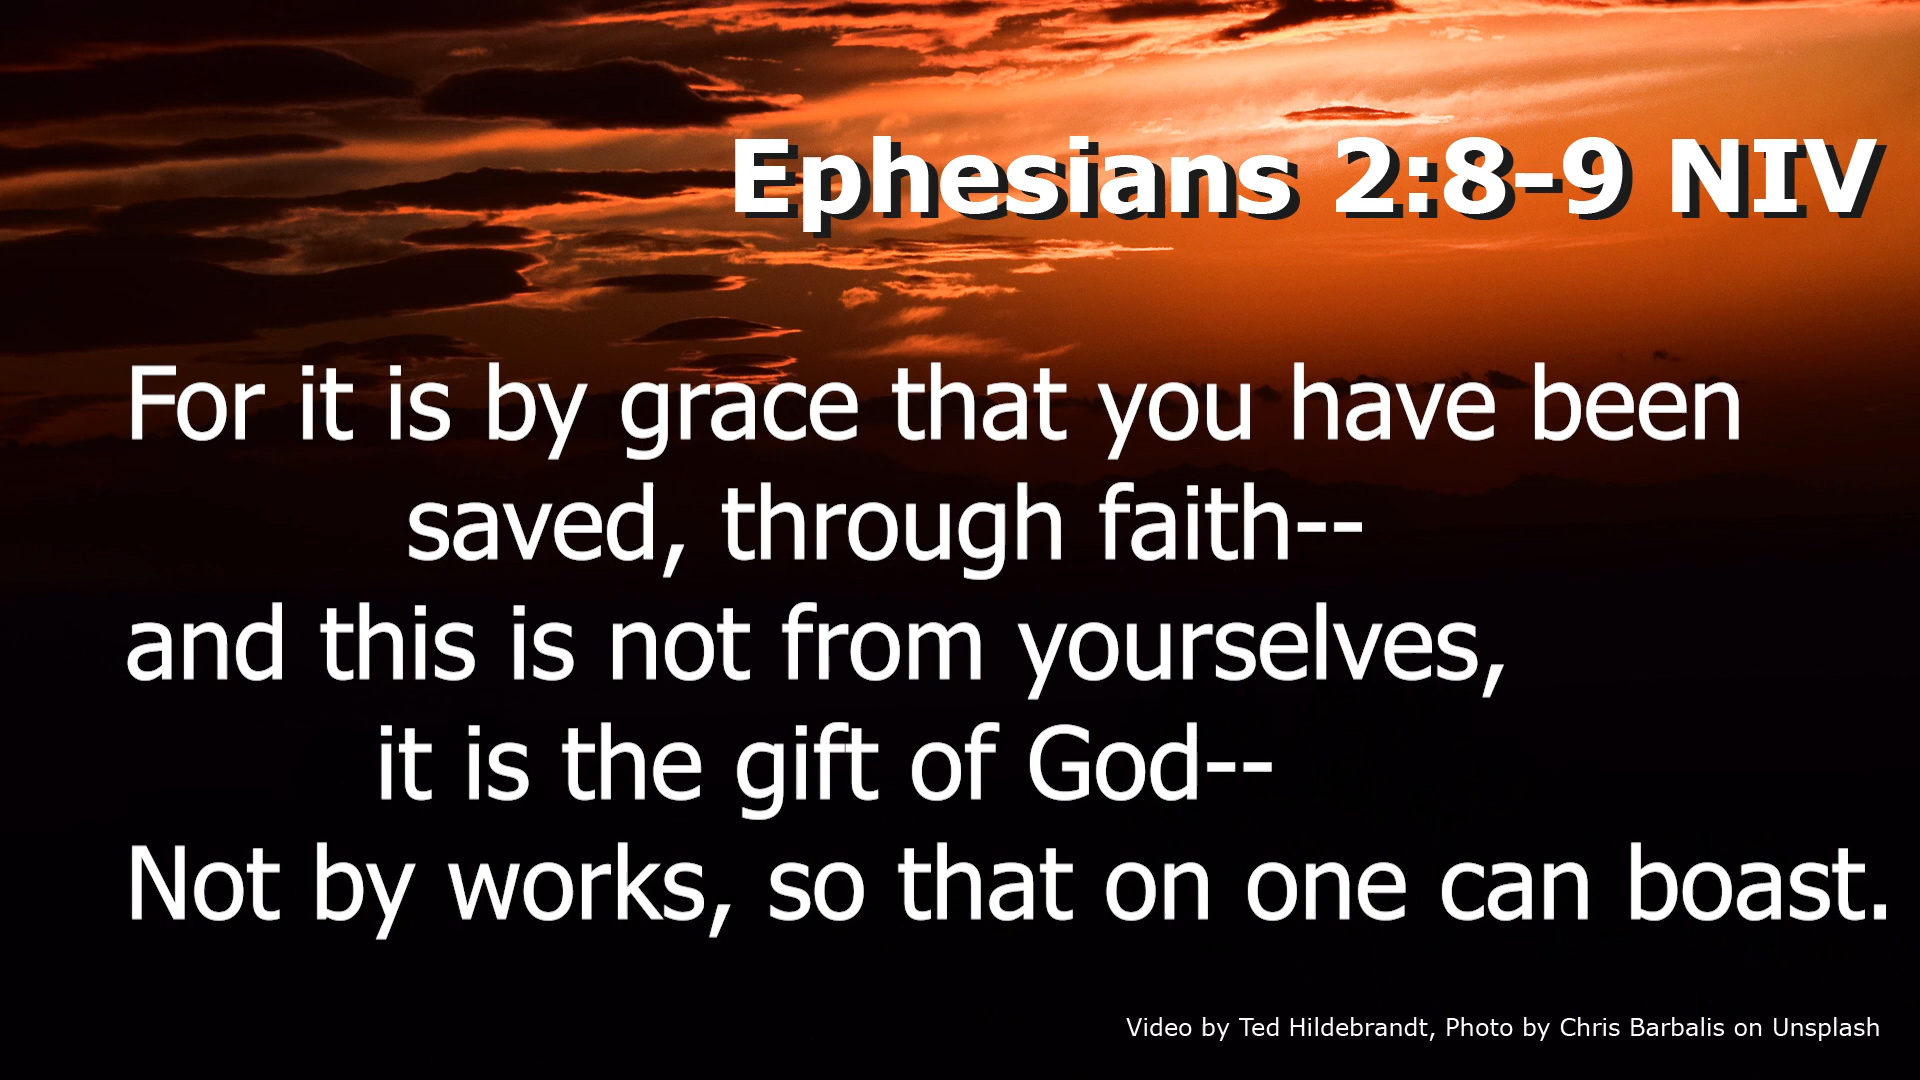 Ephesians 2:8-9 NIV
For it is by grace that you have been
saved, through faith--
and this is not from yourselves,
it is the gift of God--
Not by works, so that on one can boast.
Video by Ted Hildebrandt, Photo by Chris Barbalis on Unsplash